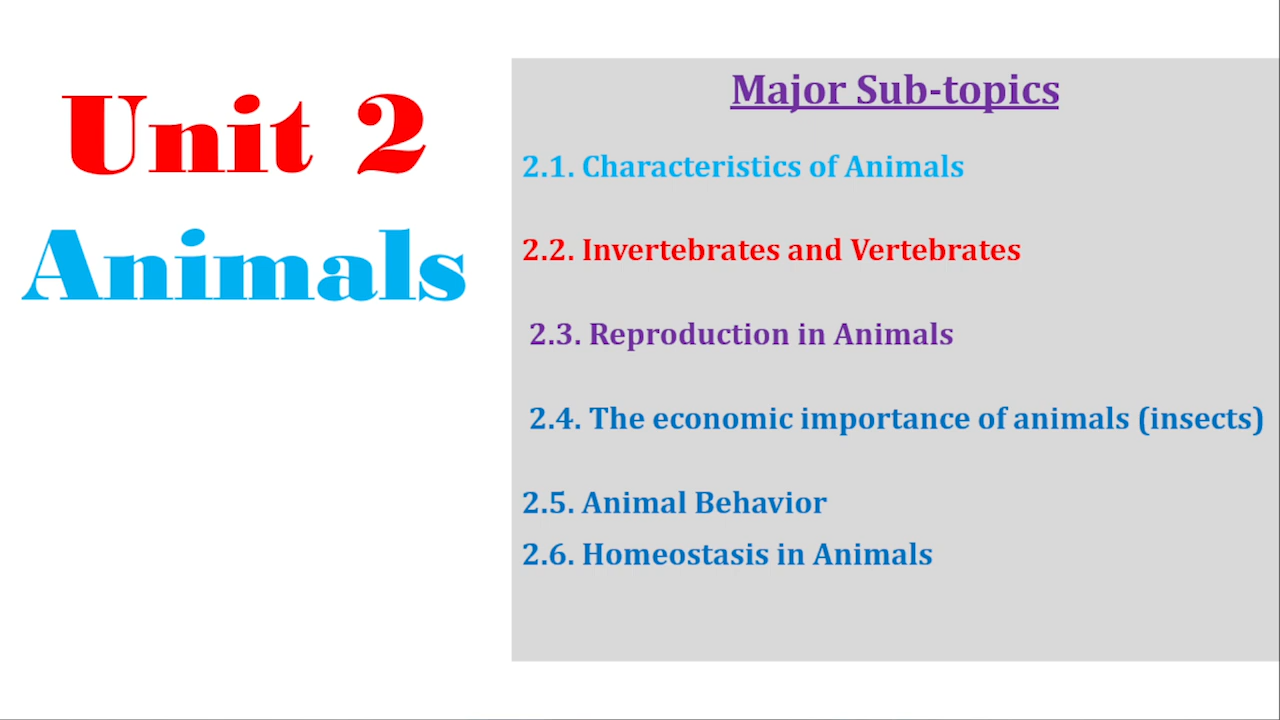 Unit 2
Animals
Major Sub-topics
2.1. Characteristics of Animals
2.2. Invertebrates and Vertebrates
2.3. Reproduction in Animals
2.4. The economic importance of animals (insects)
2.5. Animal Behavior
2.6. Homeostasis in Animals